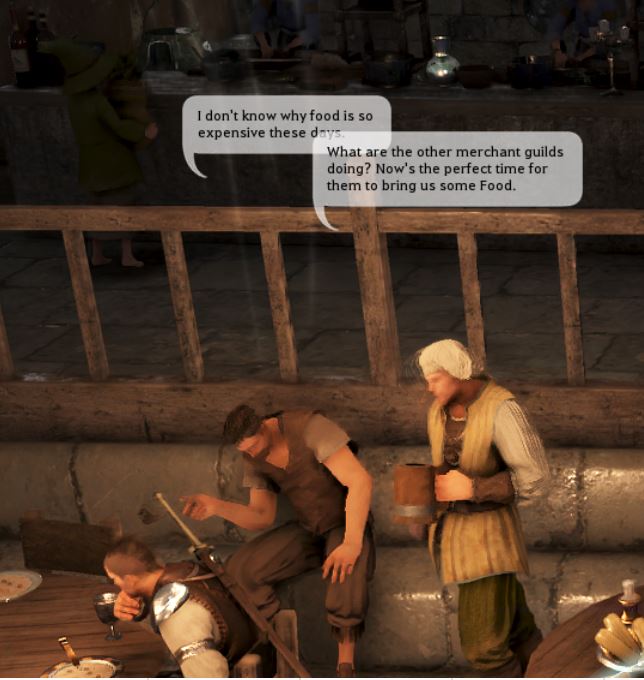 I don't know why food is so
expensive these days.
What are the other merchant guilds
doing? Now's the perfect time for
them to bring us some Food.